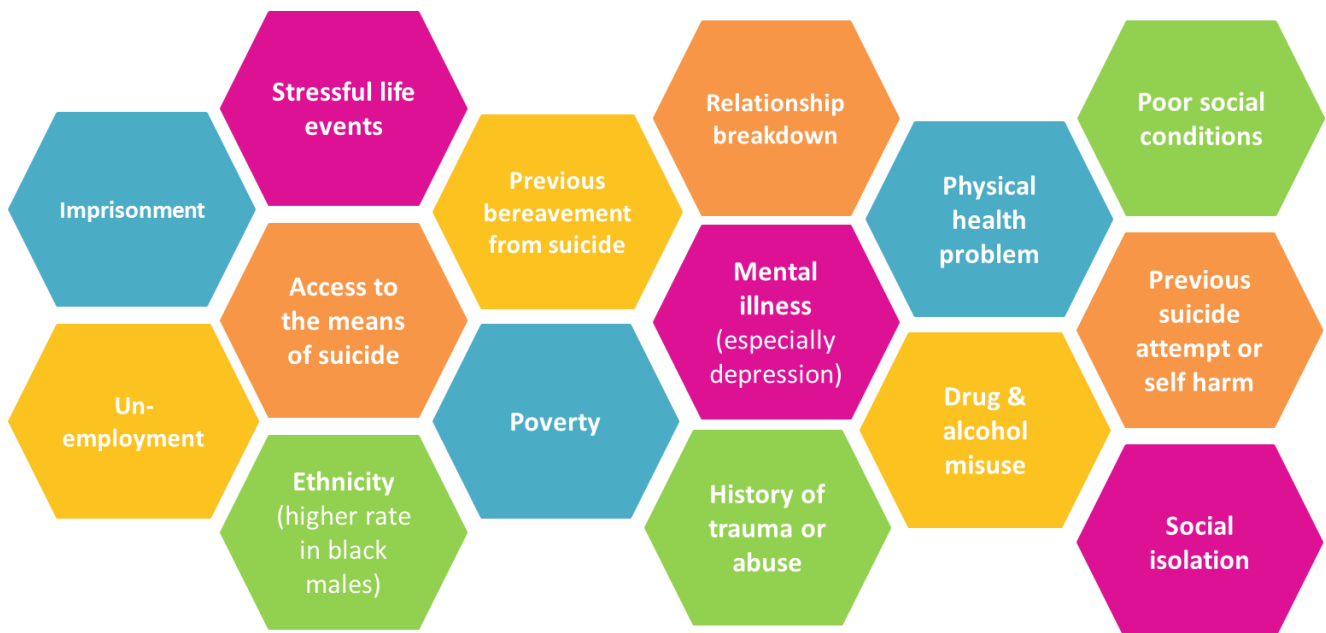 Imprisonment
Un-
employment
Stressful life
events
Access to
the means
of suicide
Ethnicity
(higher rate
in black
males)
Previous
bereavement
from suicide
Poverty
Relationship
breakdown
Mental
illness
(especially
depression)
History of
trauma or
abuse
Physical
health
problem
Drug &
alcohol
misuse
Poor social
conditions
Previous
suicide
attempt or
self harm
Social
isolation